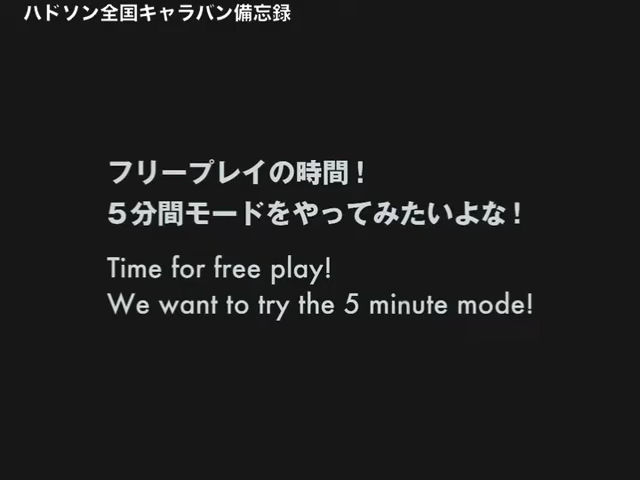 ハドソン全国キャラバン備忘録
フリープレイの時間！
５分間モードをやってみたいよな！
Time for free play!
We want to try the 5 minute mode!